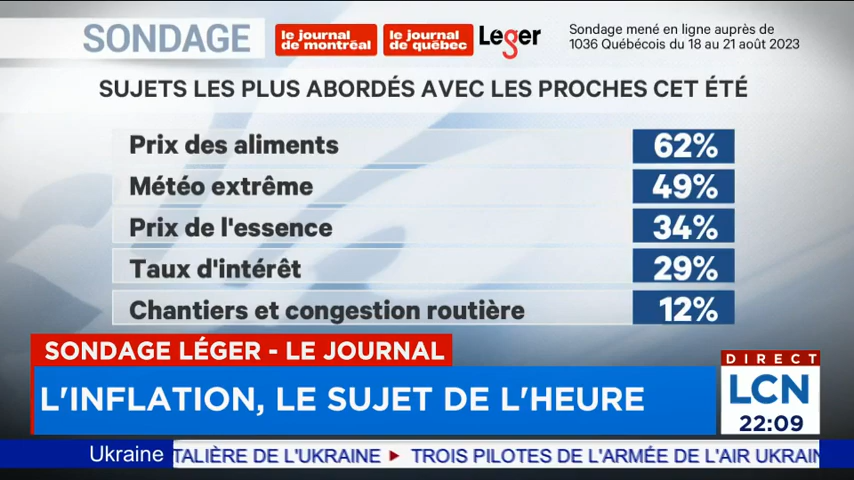 SONDAGE
le journal
de montréal
le journal
de québec
Léger
Sondage mené en ligne auprès de
1036 Québécois du 18 au 21 août 2023
SUJETS LES PLUS ABORDÉS AVEC LES PROCHES CET ÉTÉ
Prix des aliments 62%
Météo extrême 49%
Prix de l'essence 34%
Taux d'intérêt 29%
Chantiers et congestion routière 12%
SONDAGE LÉGER - LE JOURNAL
L'INFLATION, LE SUJET DE L'HEURE
DIRECT
LCN
22:09
Ukraine TALIÈRE DE L'UKRAINE ► TROIS PILOTES DE L'ARMÉE DE L'AIR UKRAIN